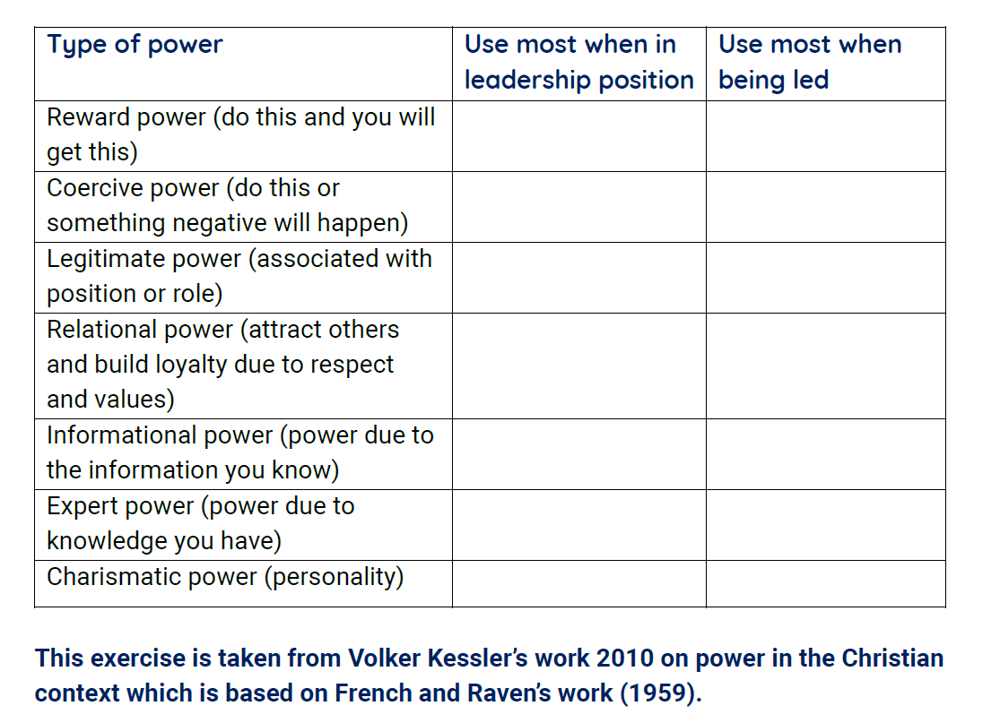 Type of power
Use most when in
leadership position
Use most when
being led
Reward power (do this and you will
get this)
Coercive power (do this or
something negative will happen)
Legitimate power (associated with
position or role)
Relational power (attract others
and build loyalty due to respect
and values)
Informational power (power due to
the information you know)
Expert power (power due to
knowledge you have)
Charismatic power (personality)
This exercise is taken from Volker Kessler’s work 2010 on power in the Christian
context which is based on French and Raven’s work (1959).